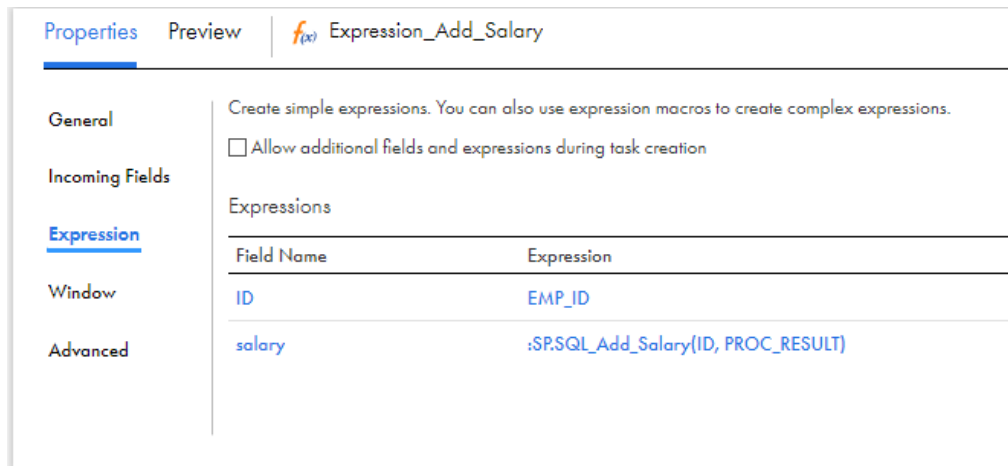 Properties Preview f(x) Expression_Add_Salary
General
Incoming Fields
Expression
Window
Advanced
Create simple expressions. You can also use expression macros to create complex expressions.
Allow additional fields and expressions during task creation
Expressions
Field Name Expression
ID EMP_ID
salary :SP.SQL_Add_Salary(ID, PROC_RESULT)